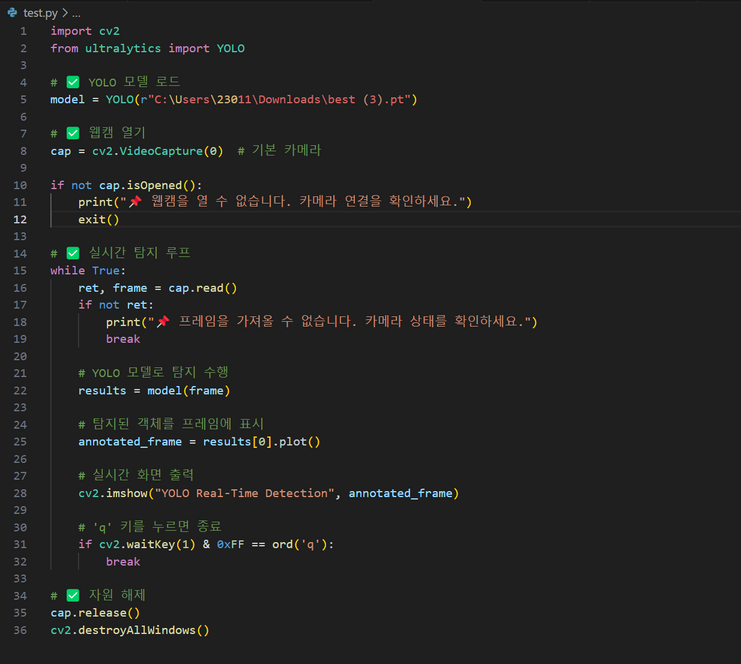 test.py > ...
1 import cv2
2 from ultralytics import YOLO
3
4 # ✅ YOLO 모델 로드
5 model = YOLO(r"C:\Users\23011\Downloads\best (3).pt")
6
7 # ✅ 웹캠 열기
8 cap = cv2.VideoCapture(0)  # 기본 카메라
9
10 if not cap.isOpened():
11     print("📌 웹캠을 열 수 없습니다. 카메라 연결을 확인하세요.")
12     exit()
13
14 # ✅ 실시간 탐지 루프
15 while True:
16     ret, frame = cap.read()
17     if not ret:
18         print("📌 프레임을 가져올 수 없습니다. 카메라 상태를 확인하세요.")
19         break
20
21     # YOLO 모델로 탐지 수행
22     results = model(frame)
23
24     # 탐지된 객체를 프레임에 표시
25     annotated_frame = results[0].plot()
26
27     # 실시간 화면 출력
28     cv2.imshow("YOLO Real-Time Detection", annotated_frame)
29
30     # 'q' 키를 누르면 종료
31     if cv2.waitKey(1) & 0xFF == ord('q'):
32         break
33
34 # ✅ 자원 해제
35 cap.release()
36 cv2.destroyAllWindows()